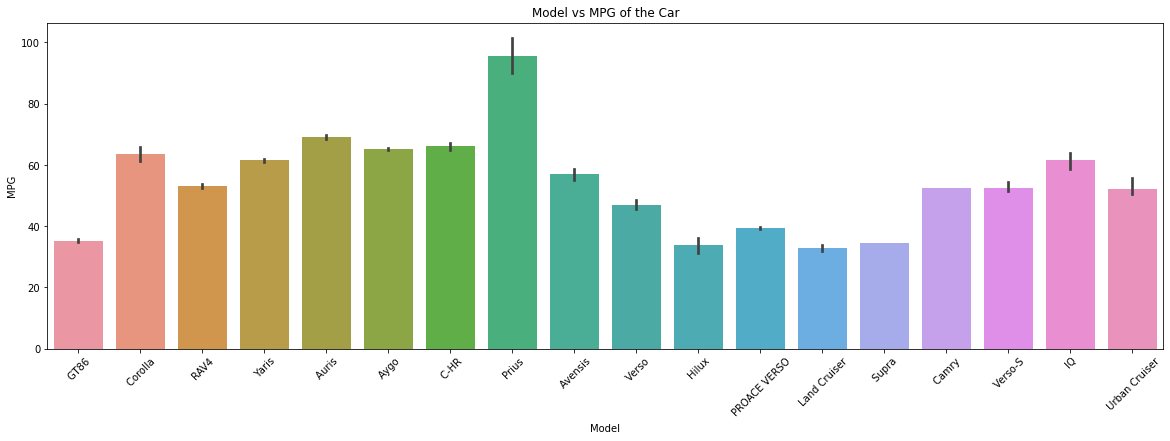 Model vs MPG of the Car
100
80
60
40
20
0
MPG
GT86
Corolla
RAV4
Yaris
Auris
Aygo
C-HR
Prius
Avensis
Verso
Hilux
PROACE VERSO
Land Cruiser
Supra
Camry
Verso-S
IQ
Urban Cruiser
Model